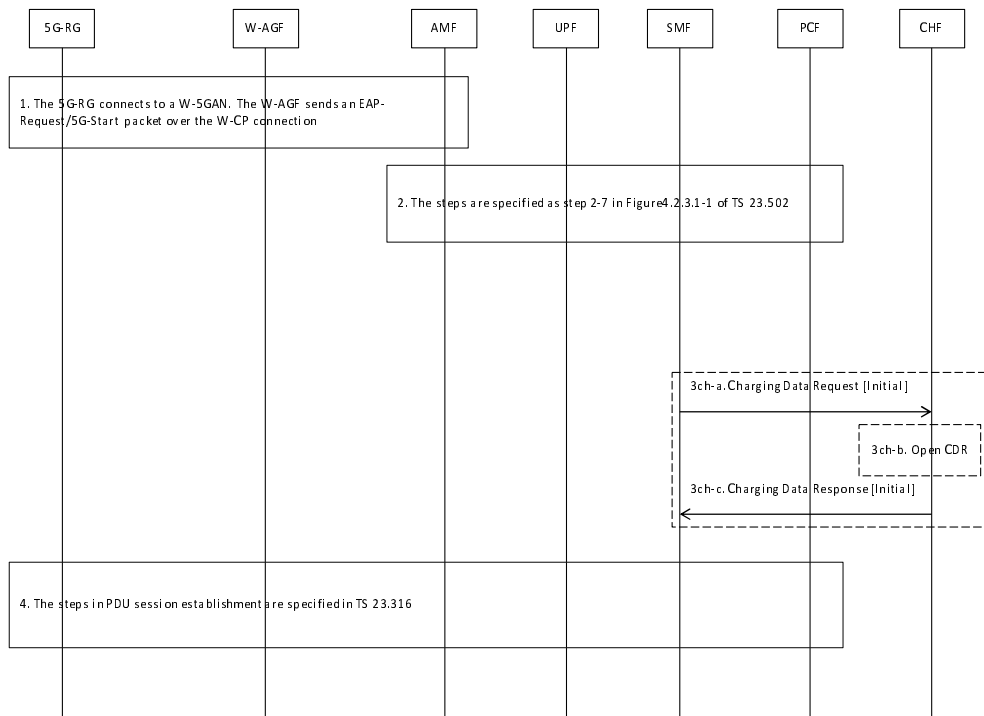 5G-RG
W-AGF
AMF
UPF
SMF
PCF
CHF
1. The 5G-RG connects to a W-5GAN. The W-AGF sends an EAP-
Request/5G-Start packet over the W-CP connection
2. The steps are specified as step 2-7 in Figure4.2.3.1-1 of TS 23.502
3ch-a. Charging Data Request [Initial]
3ch-b. Open CDR
3ch-c. Charging Data Response [Initial]
4. The steps in PDU session establishment are specified in TS 23.316